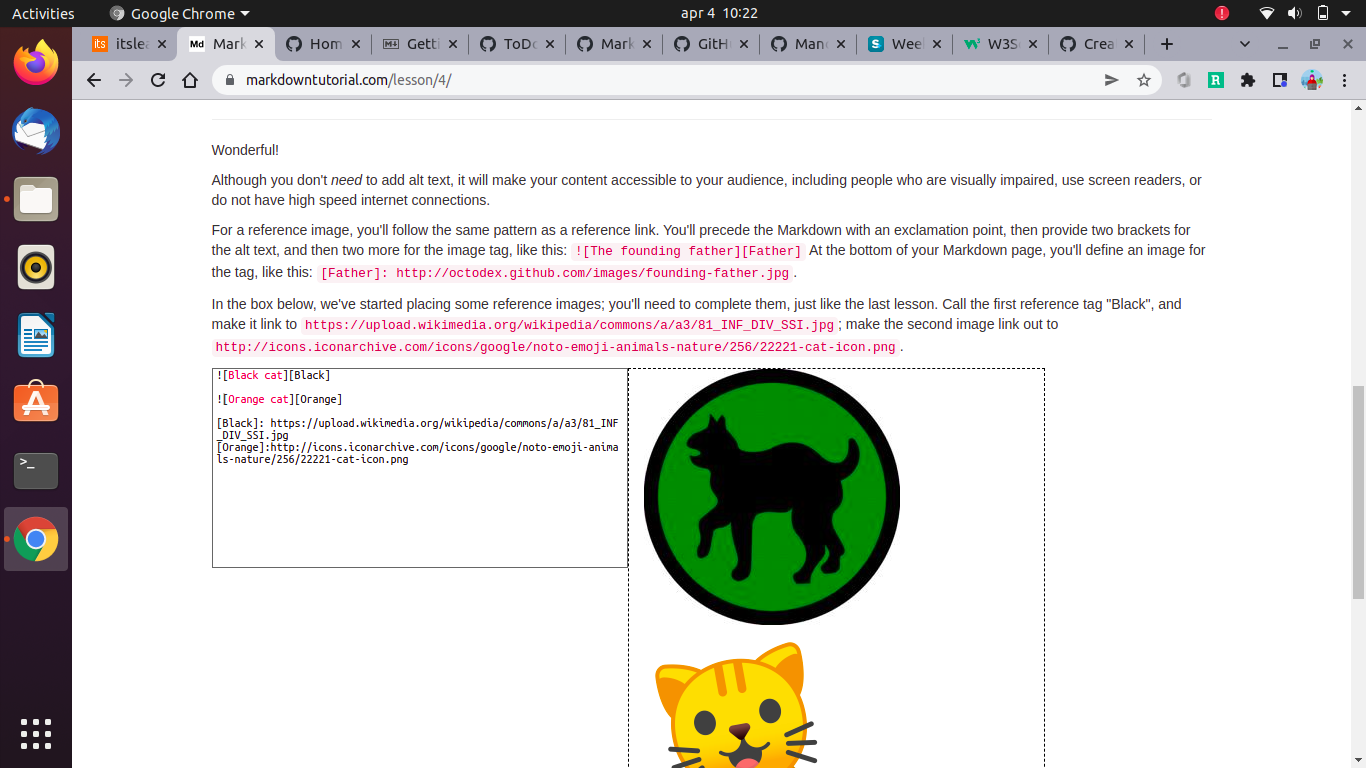 Activities
Google Chrome
apr 4 10:22
its
itslea
Md
Mark
Hom
Getti
ToDo
Mark
GitH
Man
S
Weel
W3S
Crea
markdowntutorial.com/lesson/4/
R
Wonderful!
Although you don't need to add alt text, it will make your content accessible to your audience, including people who are visually impaired, use screen readers, or
do not have high speed internet connections.
For a reference image, you'll follow the same pattern as a reference link. You'll precede the Markdown with an exclamation point, then provide two brackets for
the alt text, and then two more for the image tag, like this: ![The founding father][Father] At the bottom of your Markdown page, you'll define an image for
the tag, like this: [Father]: http://octodex.github.com/images/founding-father.jpg.
In the box below, we've started placing some reference images; you'll need to complete them, just like the last lesson. Call the first reference tag "Black", and
make it link to https://upload.wikimedia.org/wikipedia/commons/a/a3/81_INF_DIV_SSI.jpg; make the second image link out to
http://icons.iconarchive.com/icons/google/noto-emoji-animals-nature/256/22221-cat-icon.png.
![Black cat][Black]
![Orange cat][Orange]
[Black]: https://upload.wikimedia.org/wikipedia/commons/a/a3/81_INF
_DIV_SSI.jpg
[Orange]:http://icons.iconarchive.com/icons/google/noto-emoji-anima
ls-nature/256/22221-cat-icon.png
>_